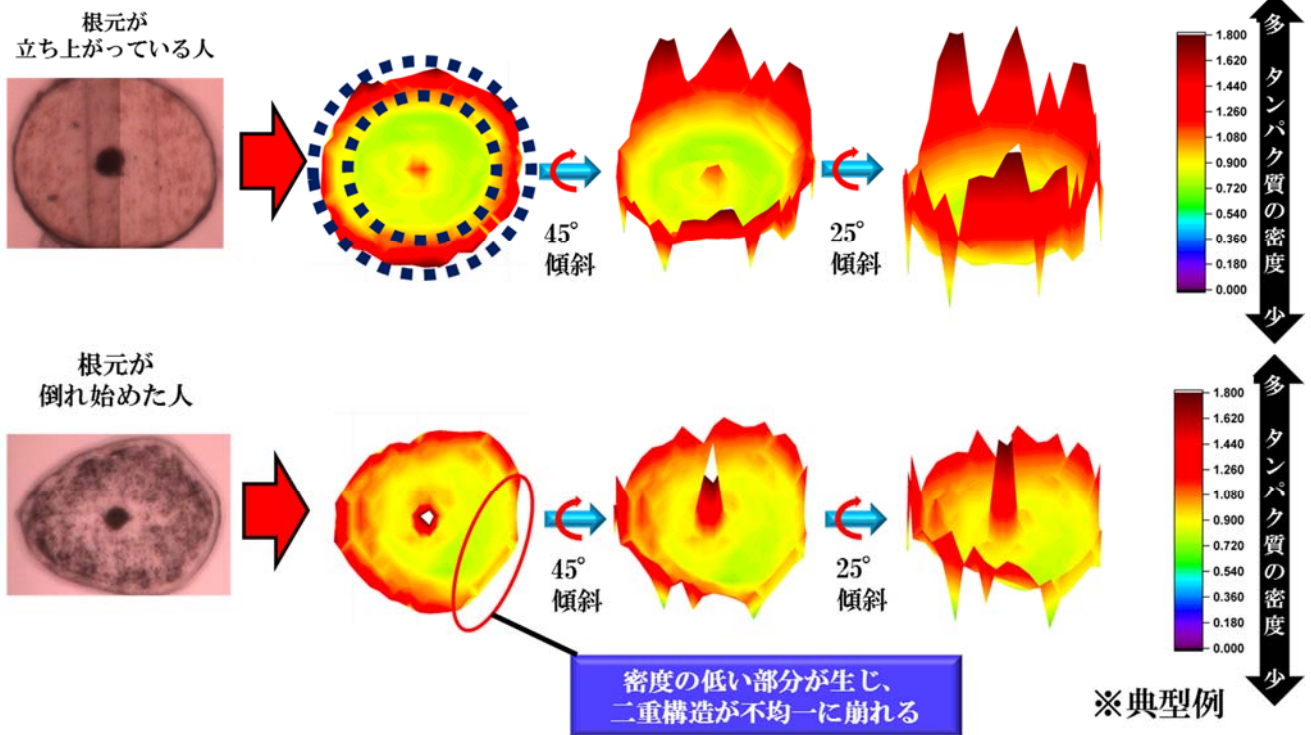 根元が
立ち上がっている人
45°
傾斜
25°
傾斜
1.800
1.620
1.440
1.260
1.080
0.900
0.720
0.540
0.360
0.180
0.000
多 タンパク質の密度 少
根元が
倒れ始めた人
45°
傾斜
25°
傾斜
1.800
1.620
1.440
1.260
1.080
0.900
0.720
0.540
0.360
0.180
0.000
多 タンパク質の密度 少
密度の低い部分が生じ、
二重構造が不均一に崩れる
※典型例